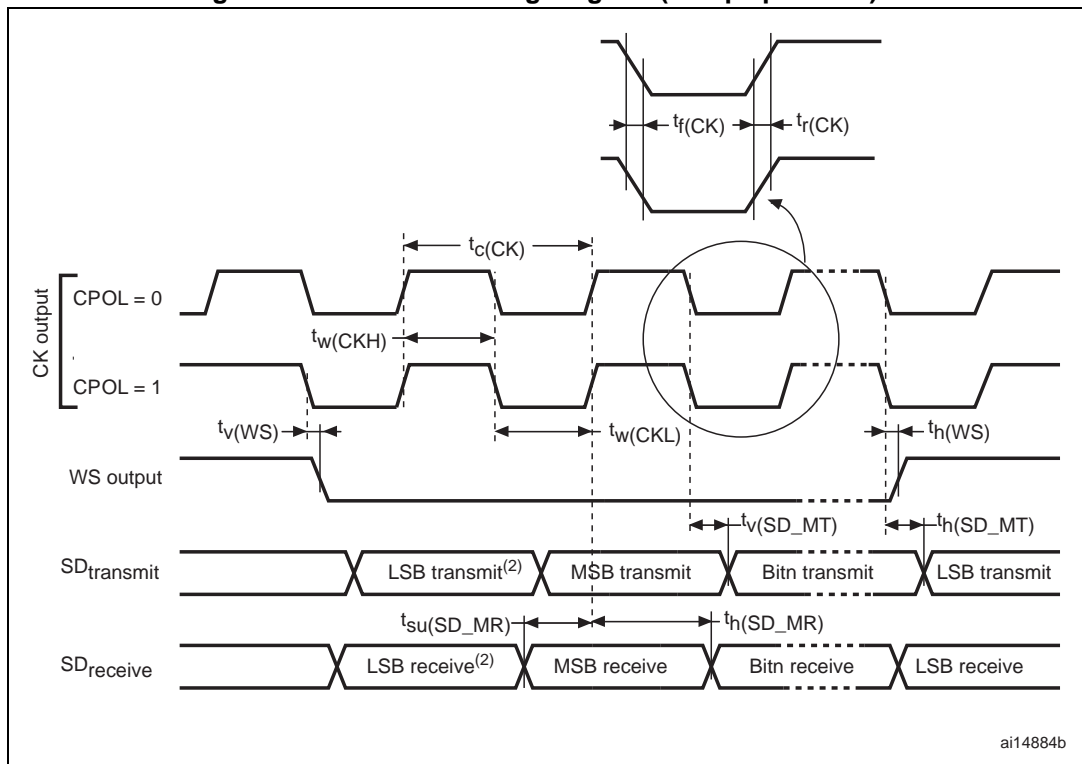 tf(CK)
tr(CK)
tc(CK)
CK output
CPOL = 0
tw(CKH)
CPOL = 1
tv(WS)
tw(CKL)
th(WS)
WS output
tv(SD_MT)
th(SD_MT)
SDtransmit
LSB transmit(2)
MSB transmit
Bitn transmit
LSB transmit
tsu(SD_MR)
th(SD_MR)
SDreceive
LSB receive(2)
MSB receive
Bitn receive
LSB receive
ai14884b